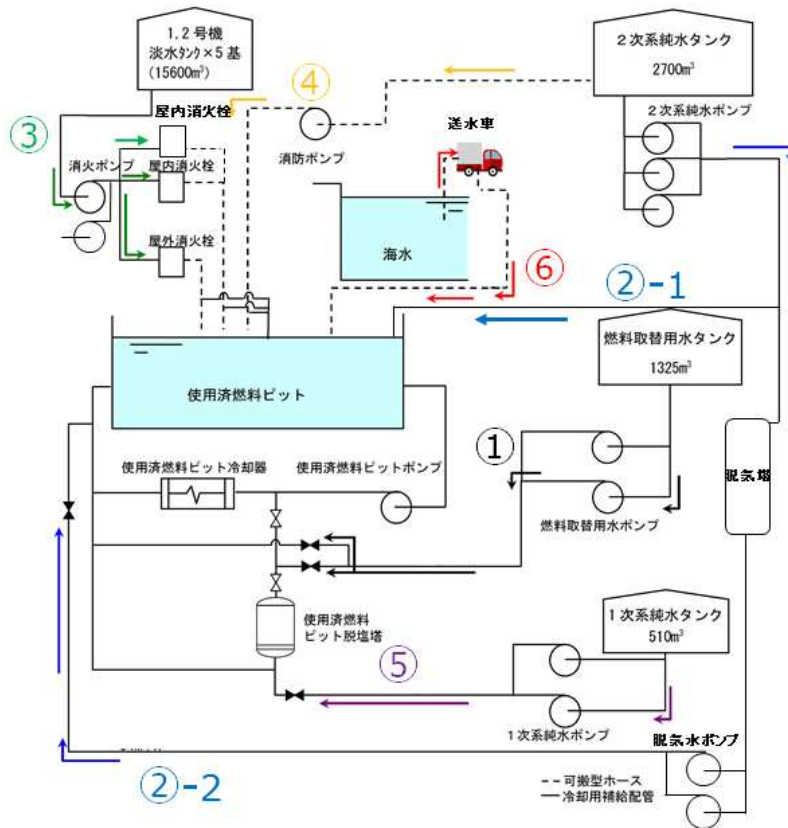 1.2号機
淡水タンク×5基
(15600m³)
2次系純水タンク
2700m³
④
③
屋内消火栓
送水車
2次系純水ポンプ
消火ポンプ
屋内消火栓
消防ポンプ
屋外消火栓
海水
⑥
②-1
燃料取替用水タンク
1325m³
使用済燃料ピット
①
使用済燃料ピット冷却器
使用済燃料ピットポンプ
脱気塔
燃料取替用水ポンプ
使用済燃料
ピット脱塩塔
1次系純水タンク
510m³
⑤
1次系純水ポンプ
脱気水ポンプ
②-2
--- 可搬型ホース
— 冷却用補給配管